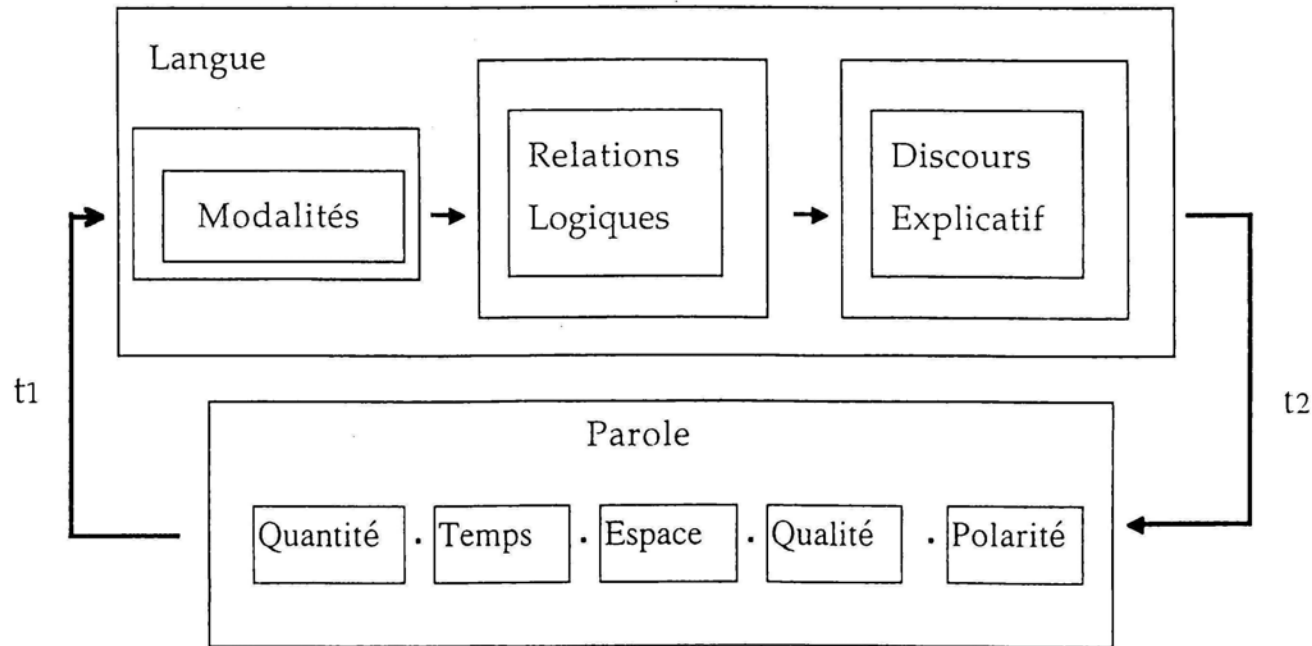 Langue
Modalités
Relations
Logiques
Discours
Explicatif
t1
t2
Parole
Quantité . Temps . Espace . Qualité . Polarité